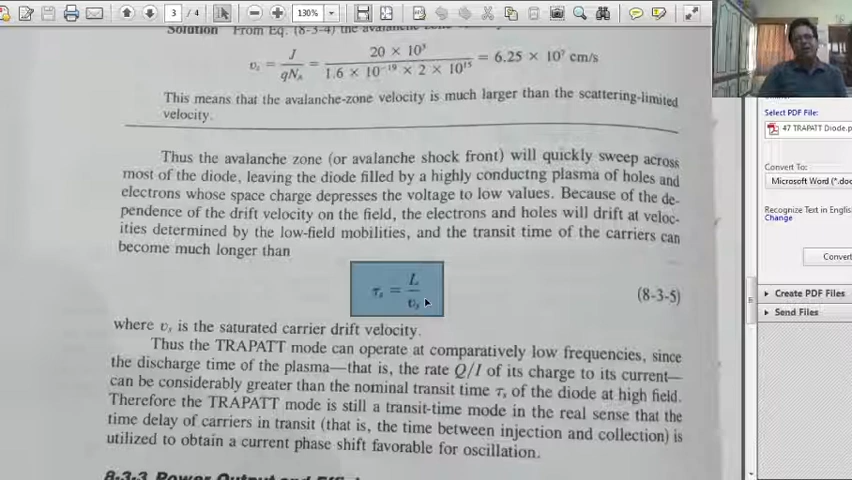 3 / 4
130%
Solution From Eq. (8-3-4) the avalanche
v_s = J / qN_A = 20 × 10³ / 1.6 × 10⁻¹⁹ × 2 × 10¹⁵ = 6.25 × 10⁷ cm/s
This means that the avalanche-zone velocity is much larger than the scattering-limited
velocity.
Thus the avalanche zone (or avalanche shock front) will quickly sweep across
most of the diode, leaving the diode filled by a highly conductng plasma of holes and
electrons whose space charge depresses the voltage to low values. Because of the de-
pendence of the drift velocity on the field, the electrons and holes will drift at veloc-
ities determined by the low-field mobilities, and the transit time of the carriers can
become much longer than
τ_s = L / v_s
(8-3-5)
where v_s is the saturated carrier drift velocity.
Thus the TRAPATT mode can operate at comparatively low frequencies, since
the discharge time of the plasma—that is, the rate Q/I of its charge to its current—
can be considerably greater than the nominal transit time τ_s of the diode at high field.
Therefore the TRAPATT mode is still a transit-time mode in the real sense that the
time delay of carriers in transit (that is, the time between injection and collection) is
utilized to obtain a current phase shift favorable for oscillation.
8-3-3 Power Output and
Select PDF File:
47 TRAPATT Diode.p
Convert To:
Microsoft Word (*.doc
Recognize Text in English
Change
Convert
Create PDF Files
Send Files